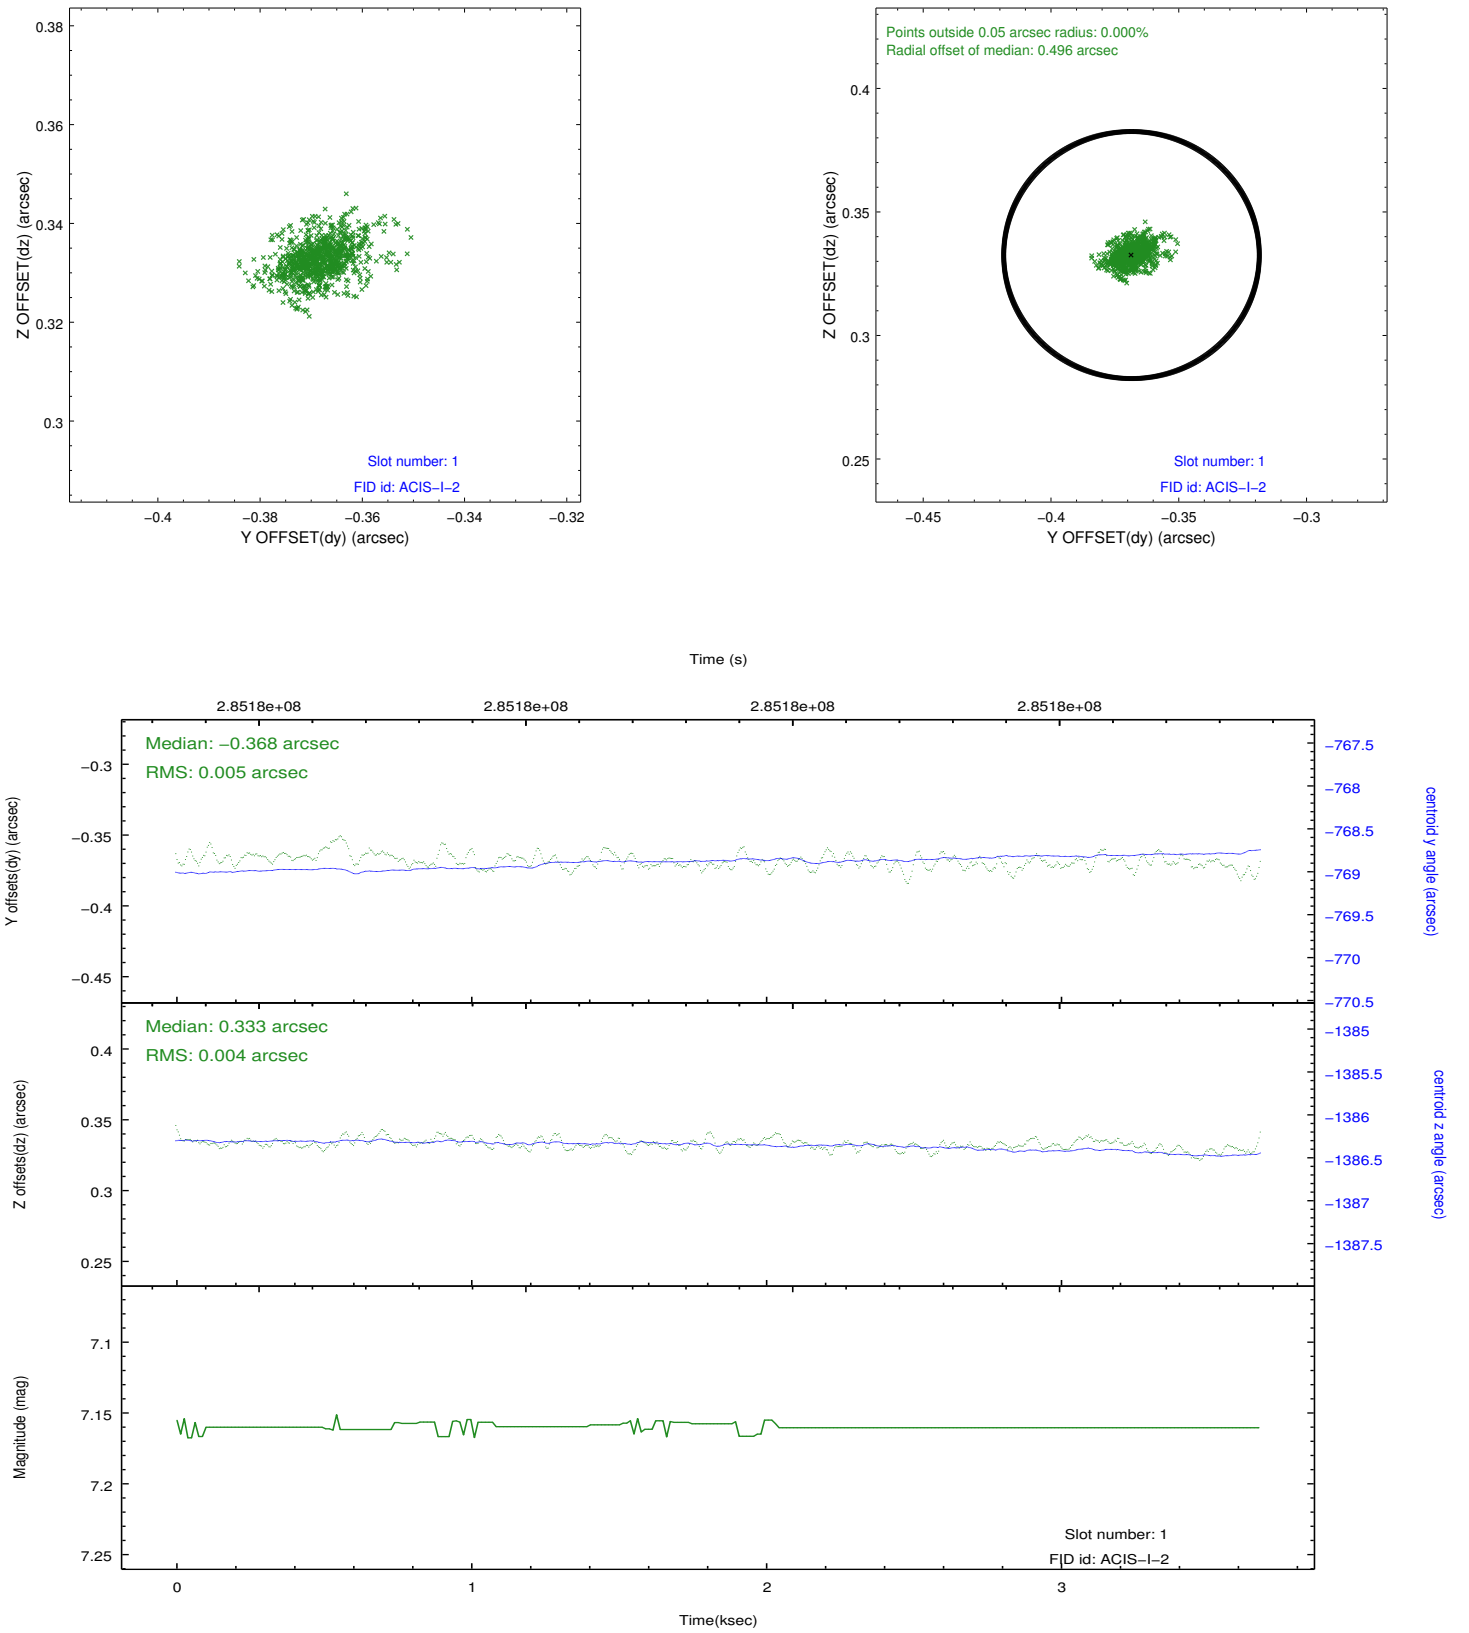 0.38
0.36
0.34
0.32
0.3
Z OFFSET(dz) (arcsec)
Slot number: 1
FID id: ACIS−I−2
−0.4
−0.38
−0.36
−0.34
−0.32
Y OFFSET(dy) (arcsec)
Points outside 0.05 arcsec radius: 0.000%
Radial offset of median: 0.496 arcsec
0.4
0.35
0.3
0.25
Z OFFSET(dz) (arcsec)
Slot number: 1
FID id: ACIS−I−2
−0.45
−0.4
−0.35
−0.3
Y OFFSET(dy) (arcsec)
Time (s)
2.8518e+08
2.8518e+08
2.8518e+08
2.8518e+08
Median: −0.368 arcsec
RMS: 0.005 arcsec
−0.3
−0.35
−0.4
−0.45
Y offsets(dy) (arcsec)
−767.5
−768
−768.5
−769
−769.5
−770
−770.5
centroid y angle (arcsec)
Median: 0.333 arcsec
RMS: 0.004 arcsec
0.4
0.35
0.3
0.25
Z offsets(dz) (arcsec)
−1385
−1385.5
−1386
−1386.5
−1387
−1387.5
centroid z angle (arcsec)
7.1
7.15
7.2
7.25
Magnitude (mag)
Slot number: 1
FID id: ACIS−I−2
0
1
2
3
Time(ksec)